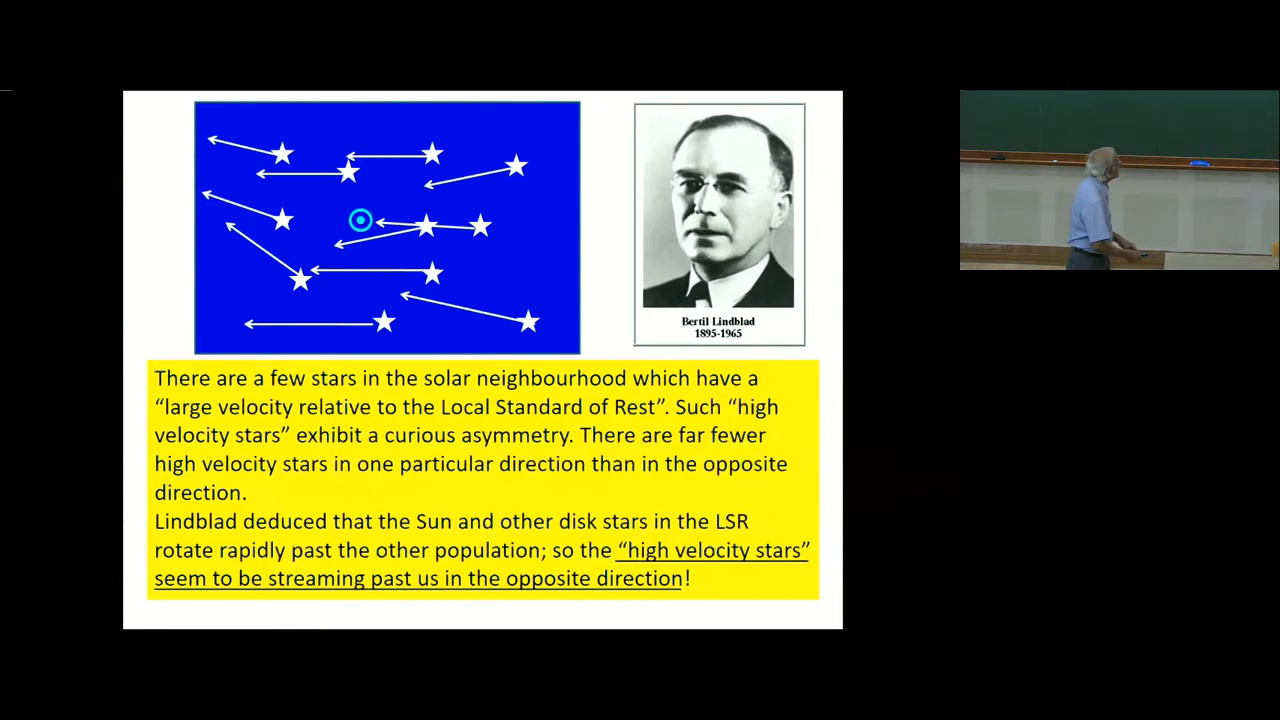 Bertil Lindblad
1895-1965
There are a few stars in the solar neighbourhood which have a
“large velocity relative to the Local Standard of Rest”. Such “high
velocity stars” exhibit a curious asymmetry. There are far fewer
high velocity stars in one particular direction than in the opposite
direction.
Lindblad deduced that the Sun and other disk stars in the LSR
rotate rapidly past the other population; so the “high velocity stars”
seem to be streaming past us in the opposite direction!